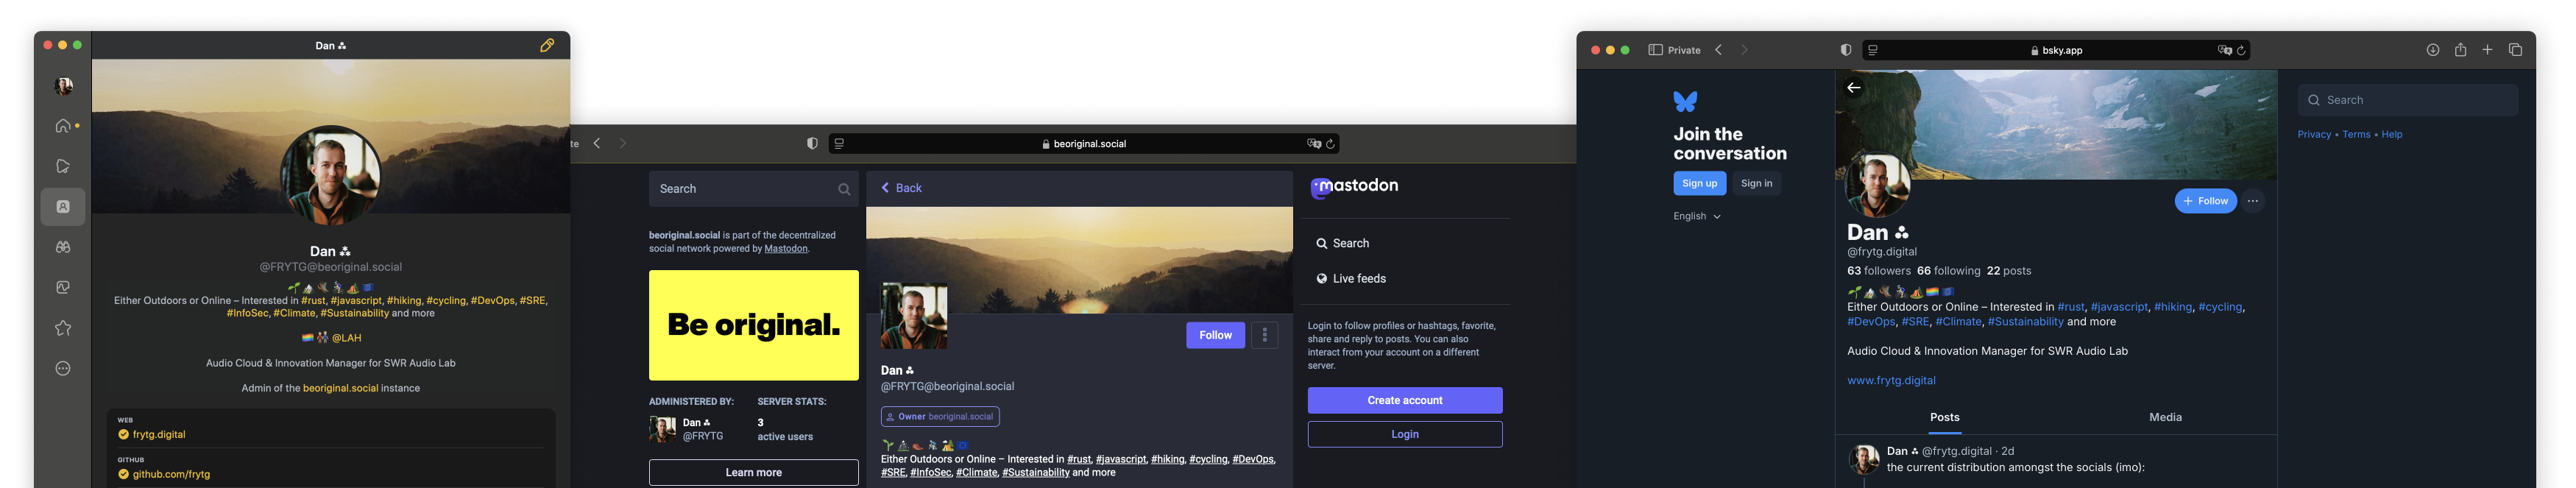 Dan
Dan
@FRYTG@beoriginal.social
Either Outdoors or Online – Interested in #rust, #javascript, #hiking, #cycling, #DevOps, #SRE,
#InfoSec, #Climate, #Sustainability and more
@LAH
Audio Cloud & Innovation Manager for SWR Audio Lab
Admin of the beoriginal.social instance
WEB
frytg.digital
GITHUB
github.com/frytg
te
beoriginal.social
Search
beoriginal.social is part of the decentralized
social network powered by Mastodon.
Be original.
ADMINISTERED BY:
Dan
@FRYTG
SERVER STATS:
3
active users
Learn more
Back
Follow
Dan
@FRYTG@beoriginal.social
Owner beoriginal.social
Either Outdoors or Online – Interested in #rust, #javascript, #hiking, #cycling, #DevOps,
#SRE, #InfoSec, #Climate, #Sustainability and more
mastodon
Search
Live feeds
Login to follow profiles or hashtags, favorite,
share and reply to posts. You can also
interact from your account on a different
server.
Create account
Login
Private
bsky.app
Join the
conversation
Sign up
Sign in
English
Follow
Dan
@frytg.digital
63 followers 66 following 22 posts
Either Outdoors or Online – Interested in #rust, #javascript, #hiking, #cycling,
#DevOps, #SRE, #Climate, #Sustainability and more
Audio Cloud & Innovation Manager for SWR Audio Lab
www.frytg.digital
Posts
Media
Dan @frytg.digital · 2d
the current distribution amongst the socials (imo):
Search
Privacy • Terms • Help